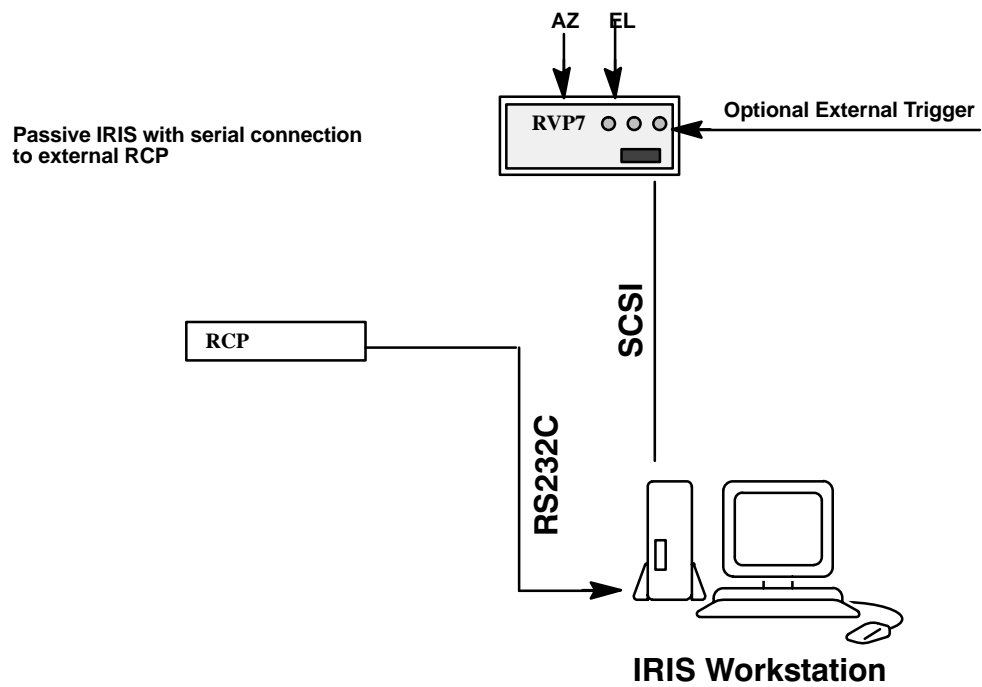 AZ EL
RVP7
Optional External Trigger
Passive IRIS with serial connection
to external RCP
SCSI
RCP
RS232C
IRIS Workstation